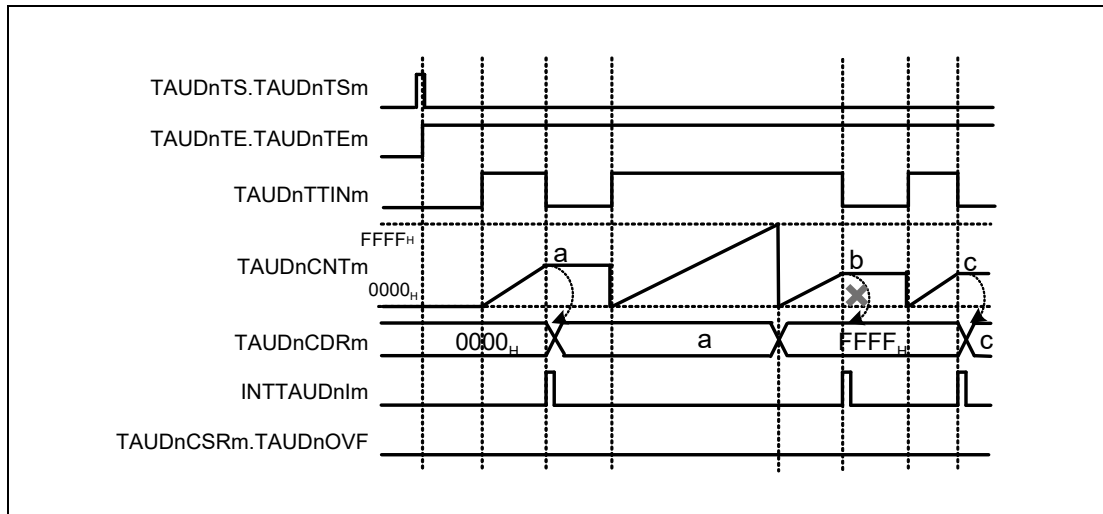 TAUDnTS.TAUDnTSm
TAUDnTE.TAUDnTEm
TAUDnTTINm
FFFFH
TAUDnCNTm
0000H
a
b
c
TAUDnCDRm
0000H
a
FFFFH
c
INTTAUDnIm
TAUDnCSRm.TAUDnOVF